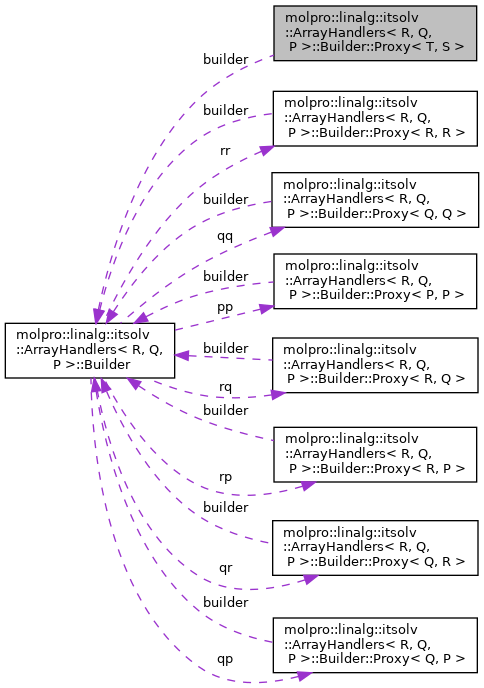 molpro::linalg::itsolv
::ArrayHandlers< R, Q,
P >::Builder::Proxy< T, S >
builder
molpro::linalg::itsolv
::ArrayHandlers< R, Q,
P >::Builder::Proxy< R, R >
builder
rr
molpro::linalg::itsolv
::ArrayHandlers< R, Q,
P >::Builder::Proxy< Q, Q >
builder
qq
molpro::linalg::itsolv
::ArrayHandlers< R, Q,
P >::Builder::Proxy< P, P >
builder
pp
molpro::linalg::itsolv
::ArrayHandlers< R, Q,
P >::Builder
molpro::linalg::itsolv
::ArrayHandlers< R, Q,
P >::Builder::Proxy< R, Q >
builder
rq
molpro::linalg::itsolv
::ArrayHandlers< R, Q,
P >::Builder::Proxy< R, P >
builder
rp
molpro::linalg::itsolv
::ArrayHandlers< R, Q,
P >::Builder::Proxy< Q, R >
builder
qr
molpro::linalg::itsolv
::ArrayHandlers< R, Q,
P >::Builder::Proxy< Q, P >
builder
qp